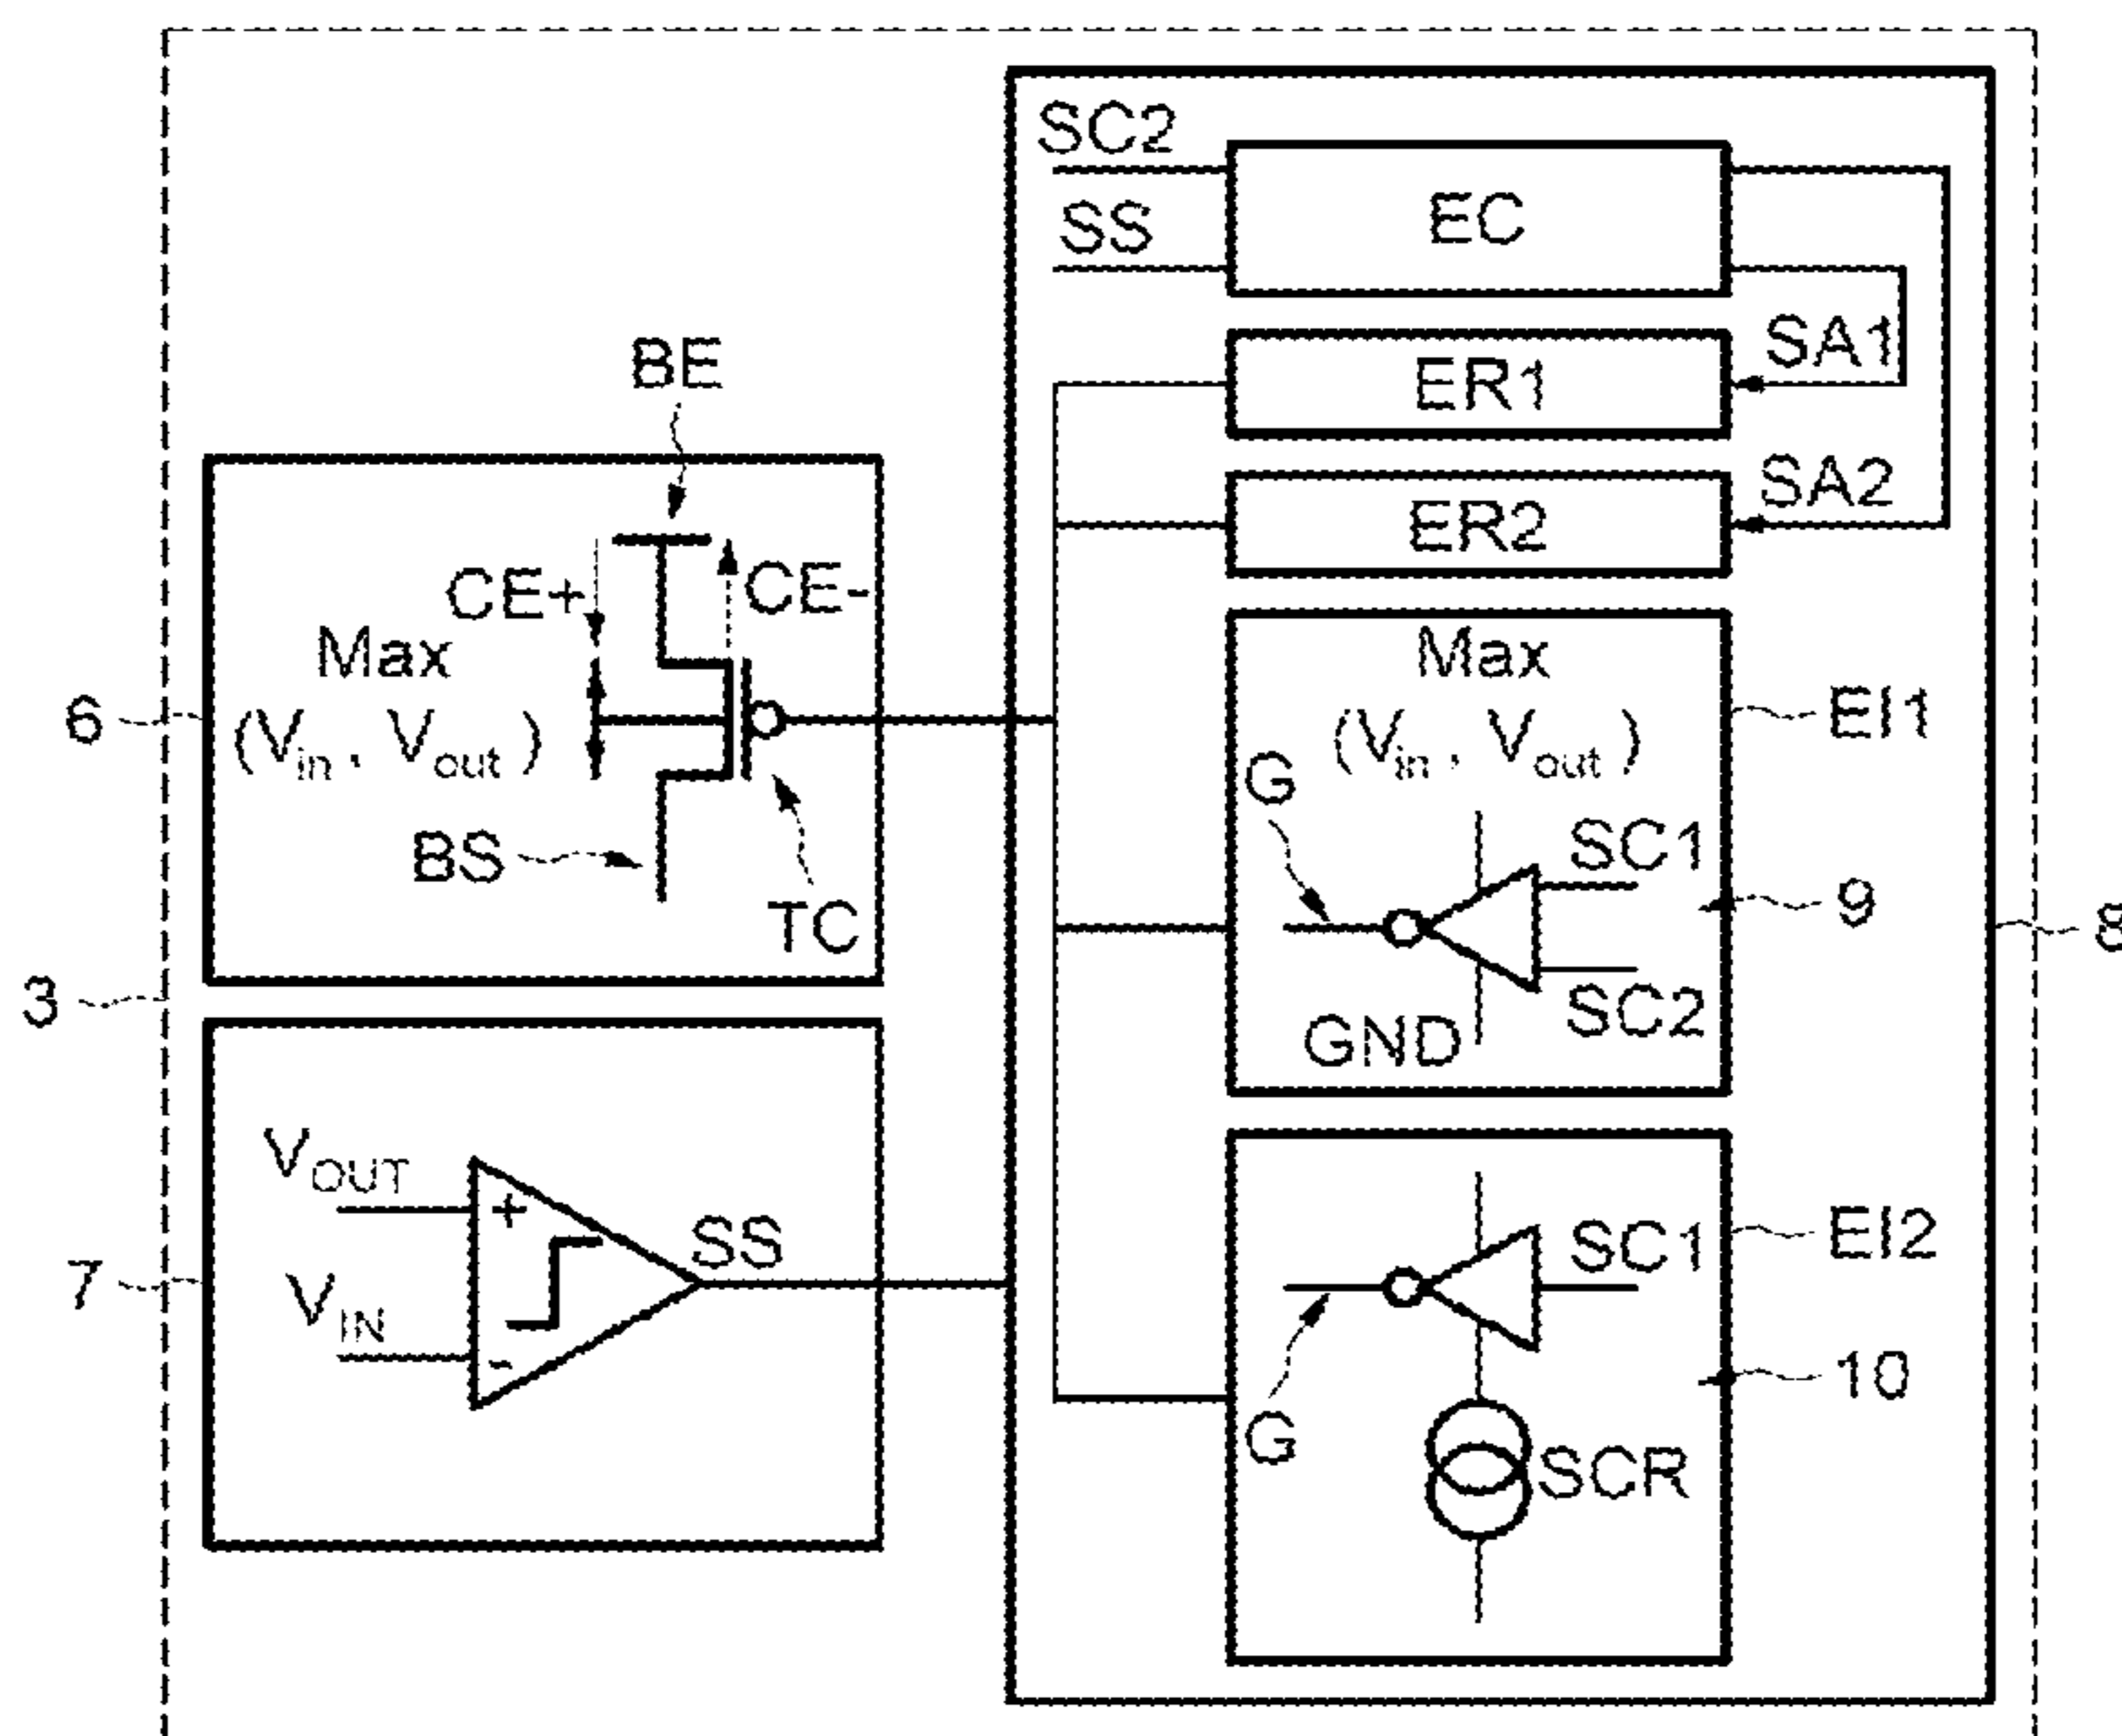 SC2
SS
EC
SA1
ER1
SA2
ER2
BE
CE+
CE-
Max
(Vin, Vout)
6
BS
TC
3
Max
(Vin, Vout)
EI1
G
SC1
9
8
SC2
GND
VOUT
+
SS
VIN
-
7
EI2
SC1
10
G
SCR